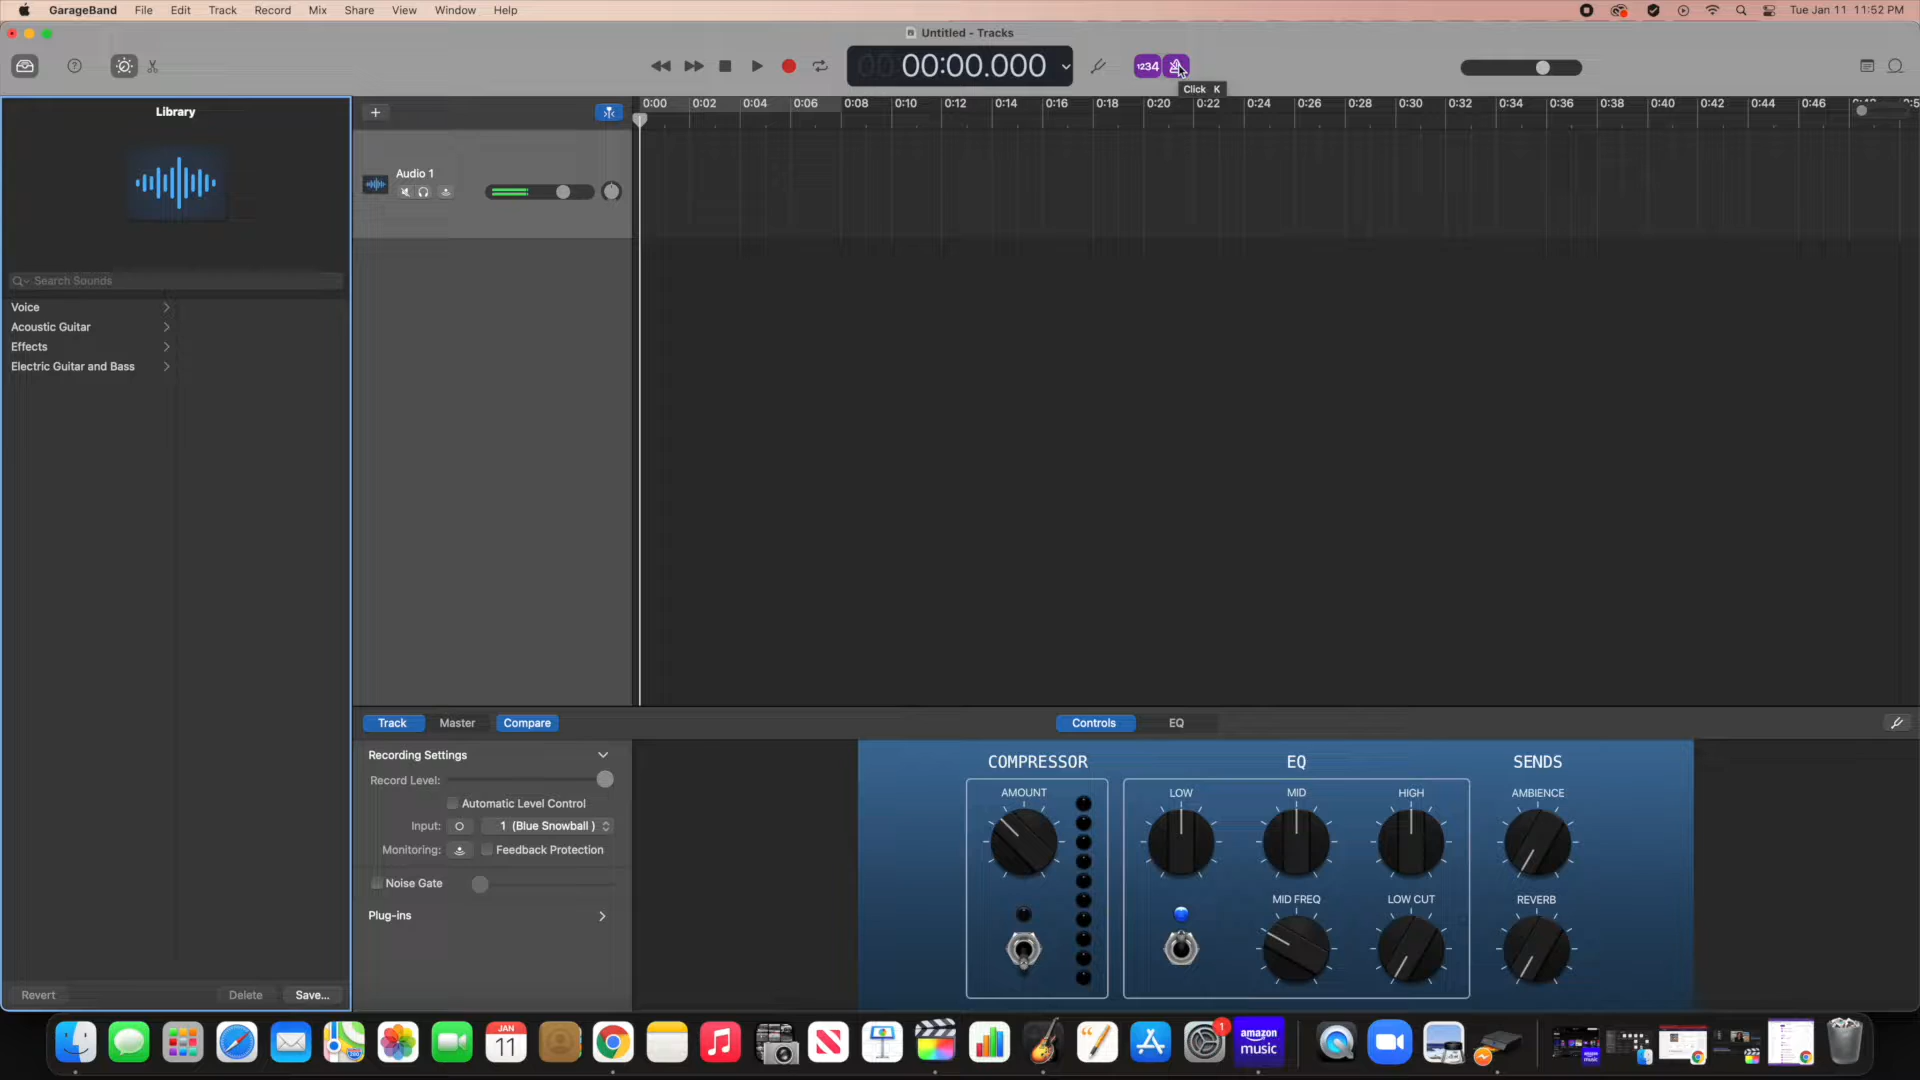 GarageBand File Edit Track Record Mix Share View Window Help Tue Jan 11 11:52 PM
Untitled - Tracks
00:00.000
1234
Click K
Library
0:00 0:02 0:04 0:06 0:08 0:10 0:12 0:14 0:16 0:18 0:20 0:22 0:24 0:26 0:28 0:30 0:32 0:34 0:36 0:38 0:40 0:42 0:44 0:46
Audio 1
Search Sounds
Voice
Acoustic Guitar
Effects
Electric Guitar and Bass
Track Master Compare Controls EQ
Recording Settings
Record Level:
Automatic Level Control
Input: 1 (Blue Snowball )
Monitoring: Feedback Protection
Noise Gate
Plug-ins
COMPRESSOR EQ SENDS
AMOUNT LOW MID HIGH AMBIENCE
MID FREQ LOW CUT REVERB
Revert Delete Save...
JAN
11
1
amazon
music